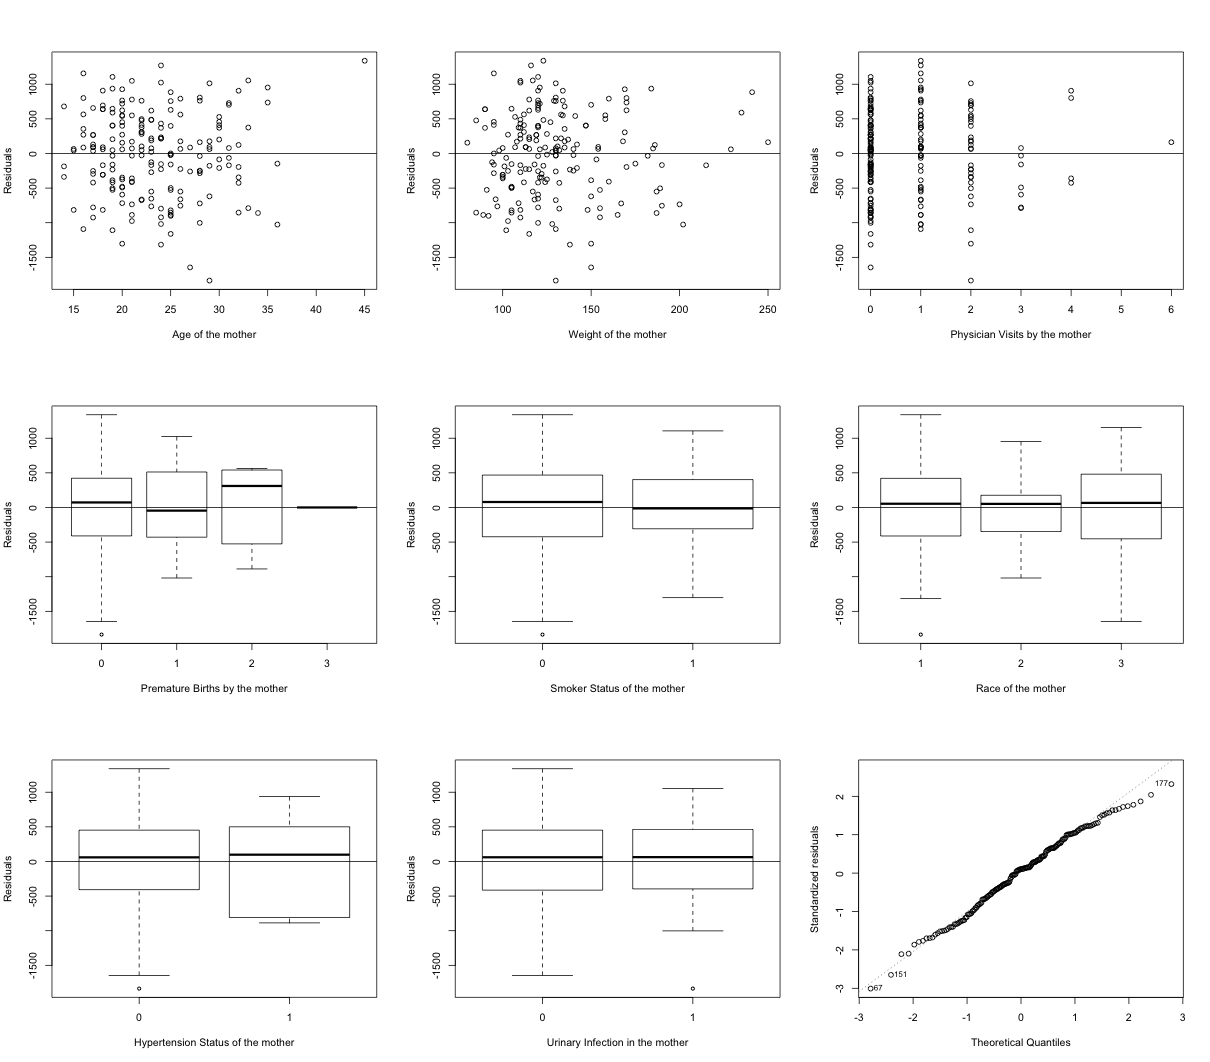 Residuals
-1500 -500 0 500 1000
15 20 25 30 35 40 45
Age of the mother
Residuals
-1500 -500 0 500 1000
100 150 200 250
Weight of the mother
Residuals
-1500 -500 0 500 1000
0 1 2 3 4 5 6
Physician Visits by the mother
Residuals
-1500 -500 0 500 1000
0 1 2 3
Premature Births by the mother
Residuals
-1500 -500 0 500 1000
0 1
Smoker Status of the mother
Residuals
-1500 -500 0 500 1000
1 2 3
Race of the mother
Residuals
-1500 -500 0 500 1000
0 1
Hypertension Status of the mother
Residuals
-1500 -500 0 500 1000
0 1
Urinary Infection in the mother
Standardized residuals
-3 -2 -1 0 1 2
177
151
67
-3 -2 -1 0 1 2 3
Theoretical Quantiles